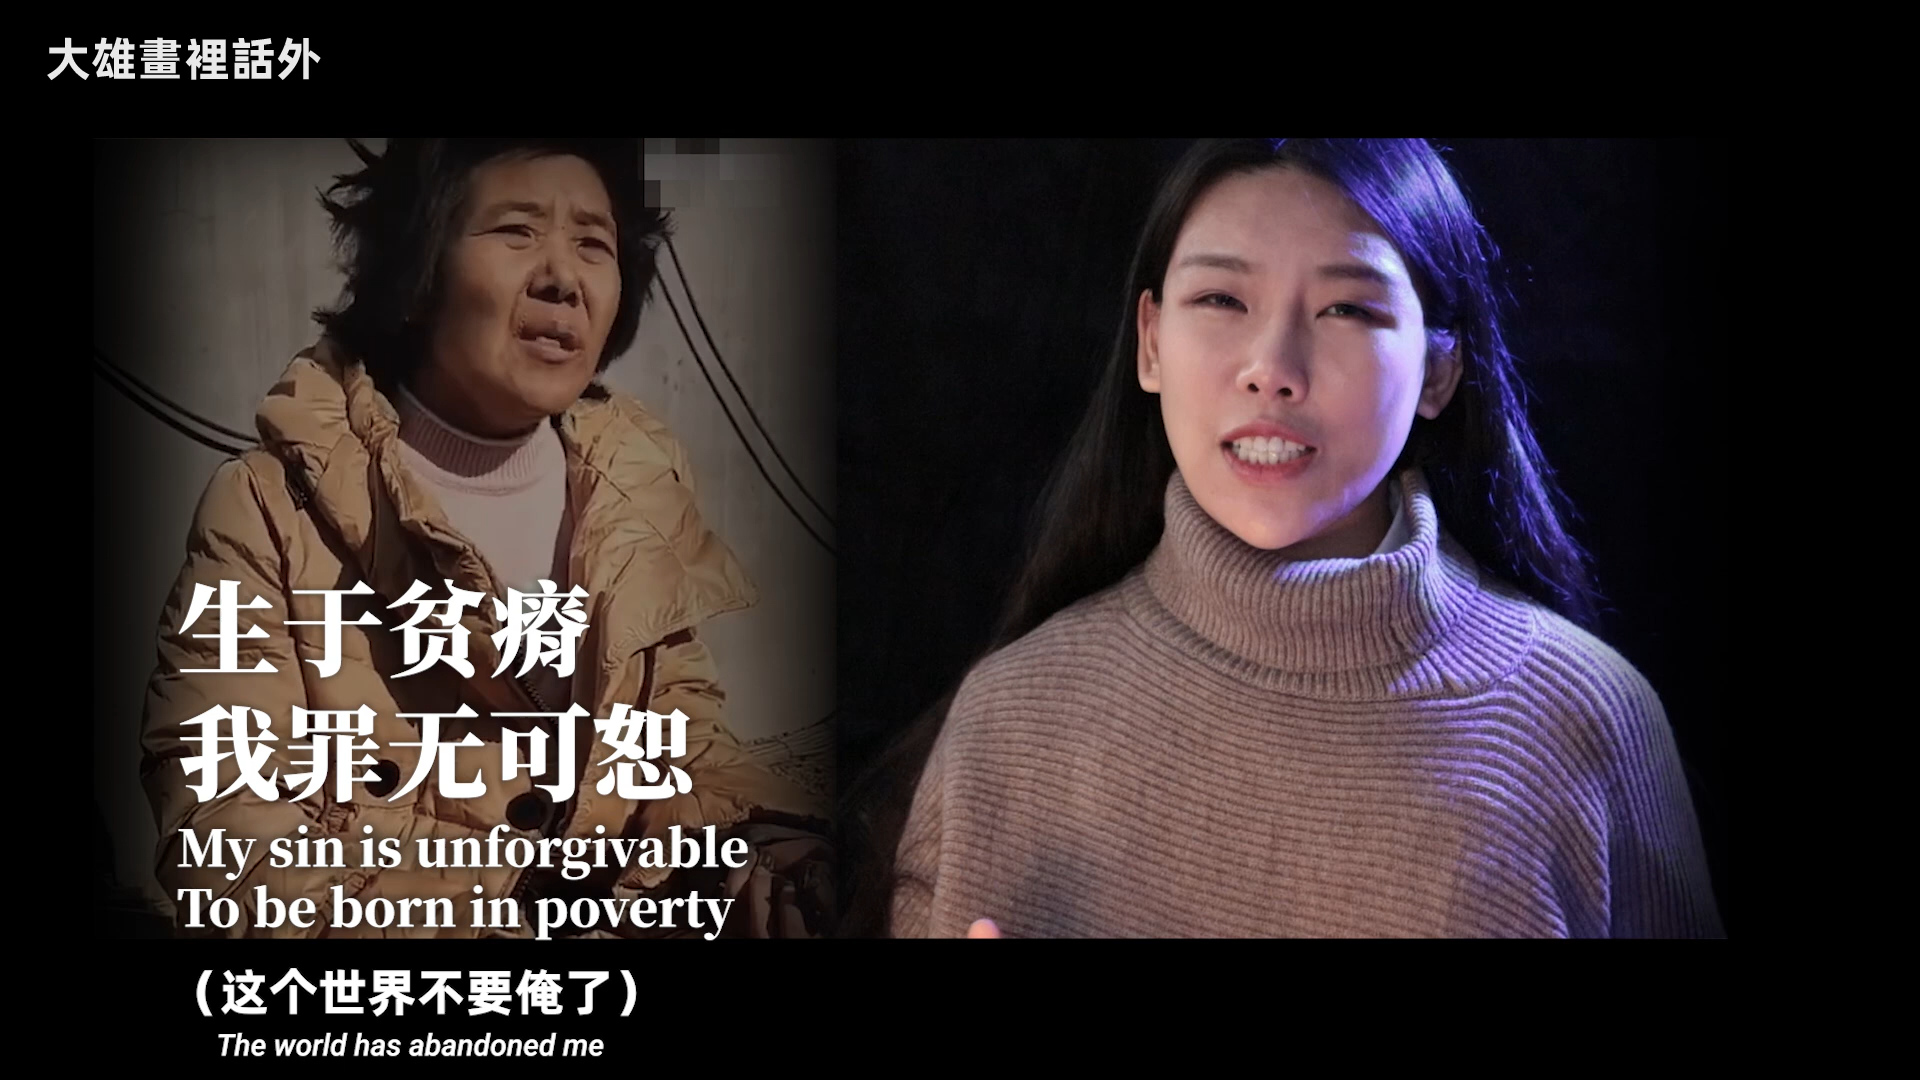 大雄畫裡話外
生于贫瘠
我罪无可恕
My sin is unforgivable
To be born in poverty
（这个世界不要俺了）
The world has abandoned me